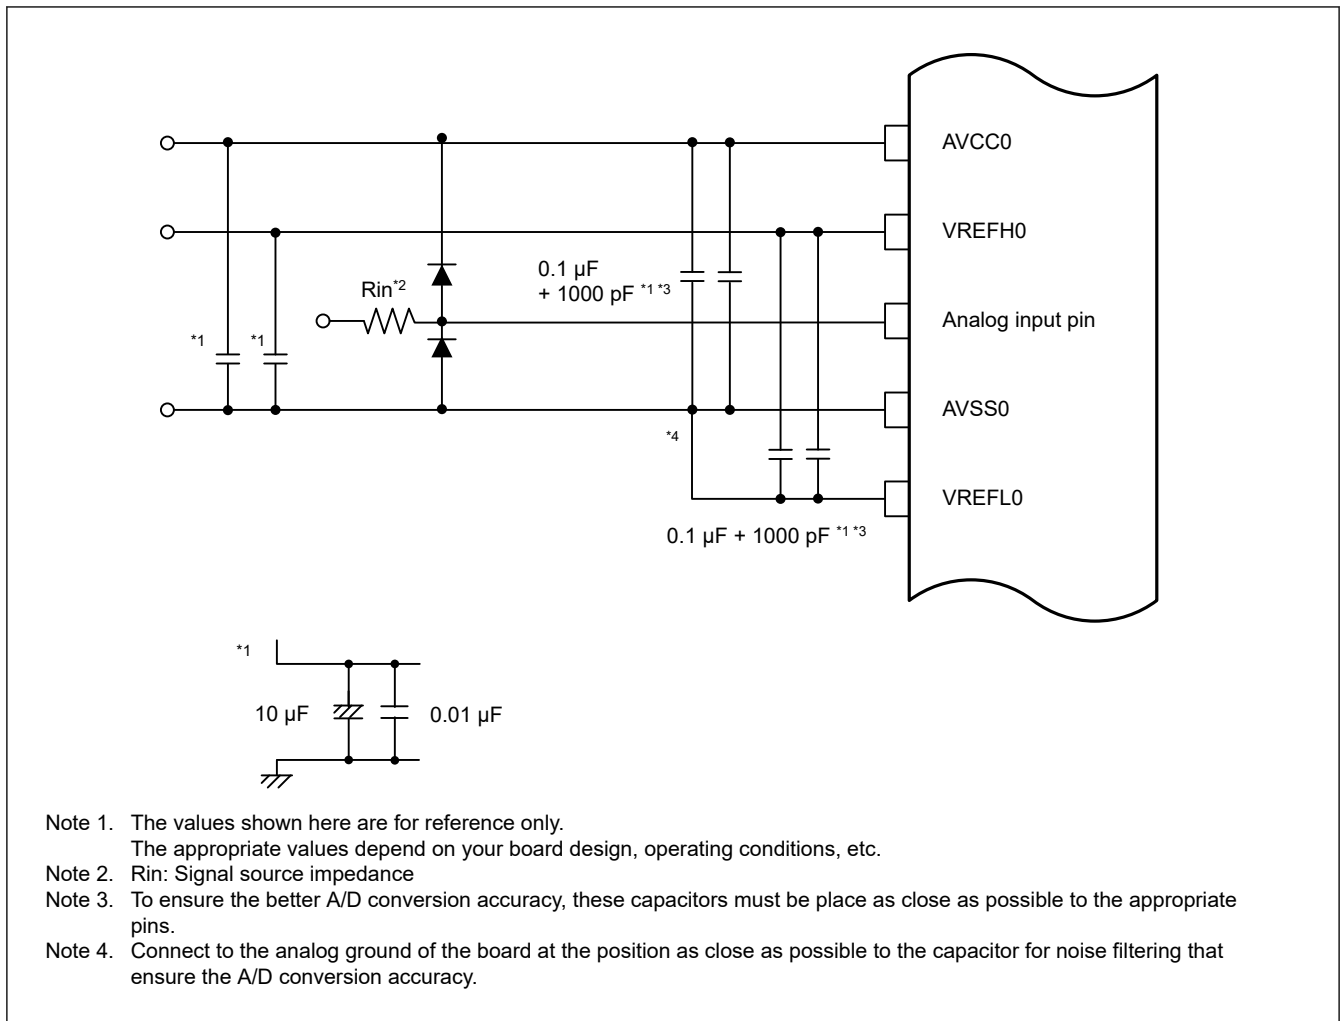 AVCC0
VREFH0
0.1 µF
+ 1000 pF *1 *3
Rin*2
Analog input pin
*1 *1
AVSS0
*4
VREFL0
0.1 µF + 1000 pF *1 *3
*1
10 µF 0.01 µF
Note 1. The values shown here are for reference only.
The appropriate values depend on your board design, operating conditions, etc.
Note 2. Rin: Signal source impedance
Note 3. To ensure the better A/D conversion accuracy, these capacitors must be place as close as possible to the appropriate
pins.
Note 4. Connect to the analog ground of the board at the position as close as possible to the capacitor for noise filtering that
ensure the A/D conversion accuracy.